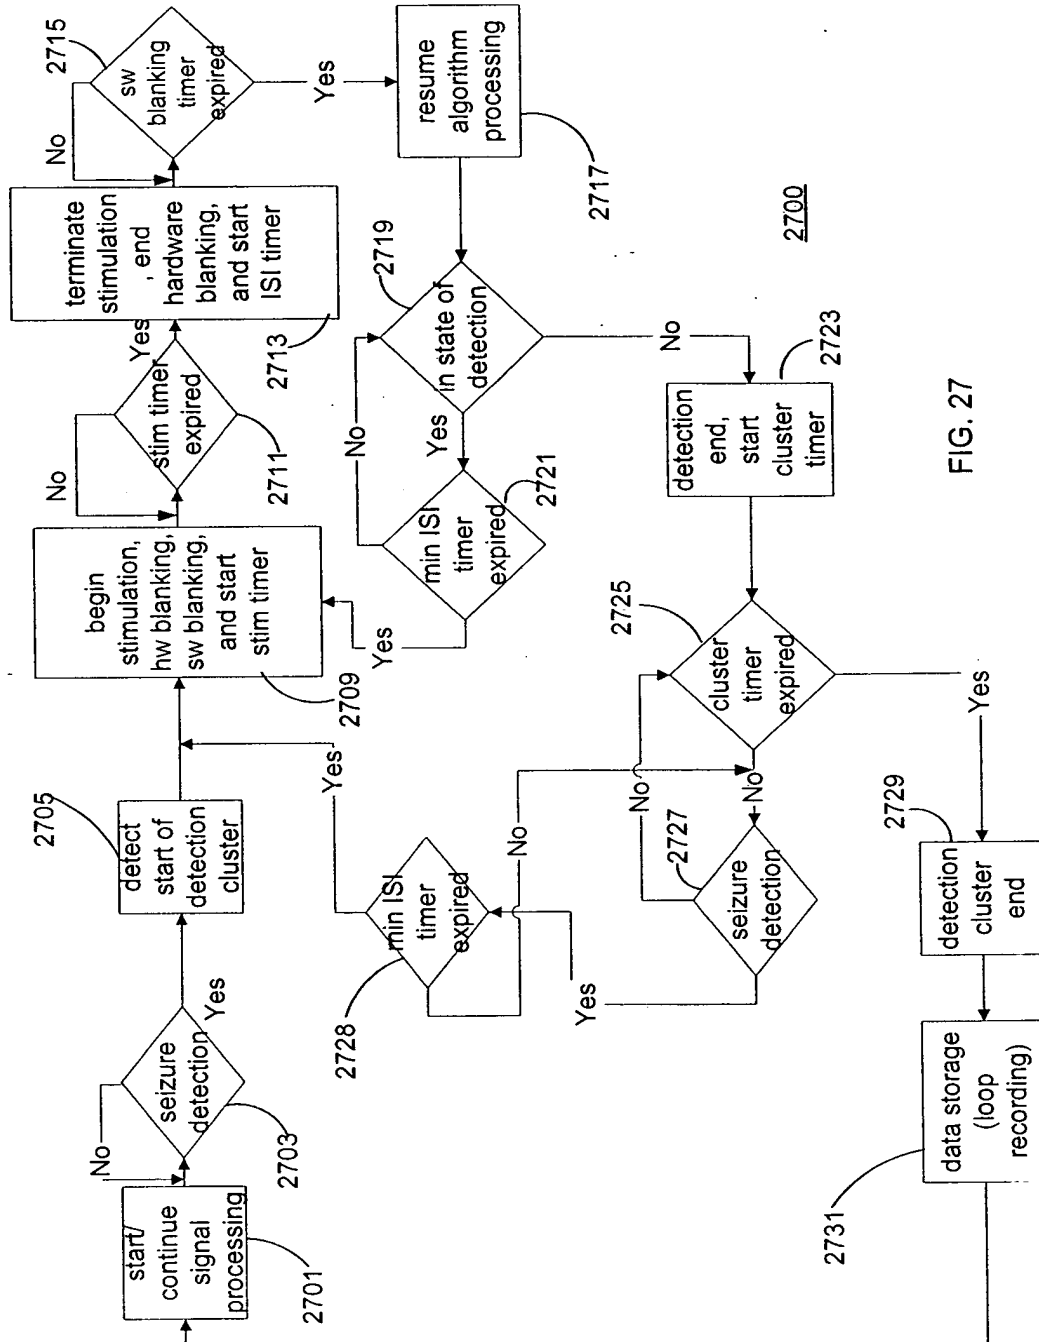 start/
continue
signal
processing
2701
No
seizure
detection
2703
Yes
detect
start of
detection
cluster
2705
begin
stimulation,
hw blanking,
sw blanking,
and start
stim timer
2709
No
stim timer
expired
2711
Yes
terminate
stimulation
, end
hardware
blanking,
and start
ISI timer
2713
No
sw
blanking
timer
expired
2715
Yes
resume
algorithm
processing
2717
in state of
detection
2719
Yes
No
min ISI
timer
expired
2721
Yes
No
detection
end,
start
cluster
timer
2723
cluster
timer
expired
2725
No
seizure
detection
2727
No
Yes
min ISI
timer
expired
2728
No
Yes
Yes
detection
cluster
end
2729
data storage
(loop
recording)
2731
2700
FIG. 27